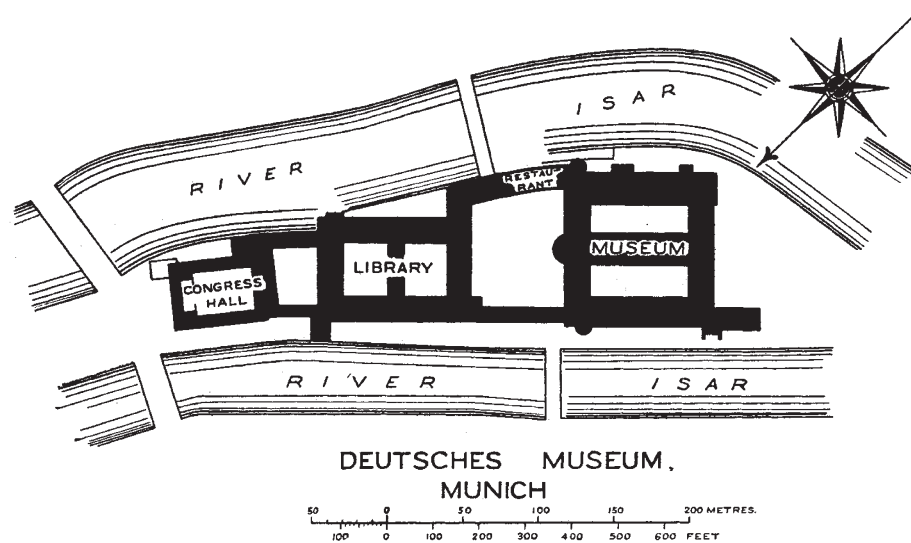 ISAR
RIVER
RESTAU-
RANT
MUSEUM
LIBRARY
CONGRESS
HALL
RIVER
ISAR
DEUTSCHES MUSEUM,
MUNICH
50 0 50 100 150 200 METRES.
100 0 100 200 300 400 500 600 FEET